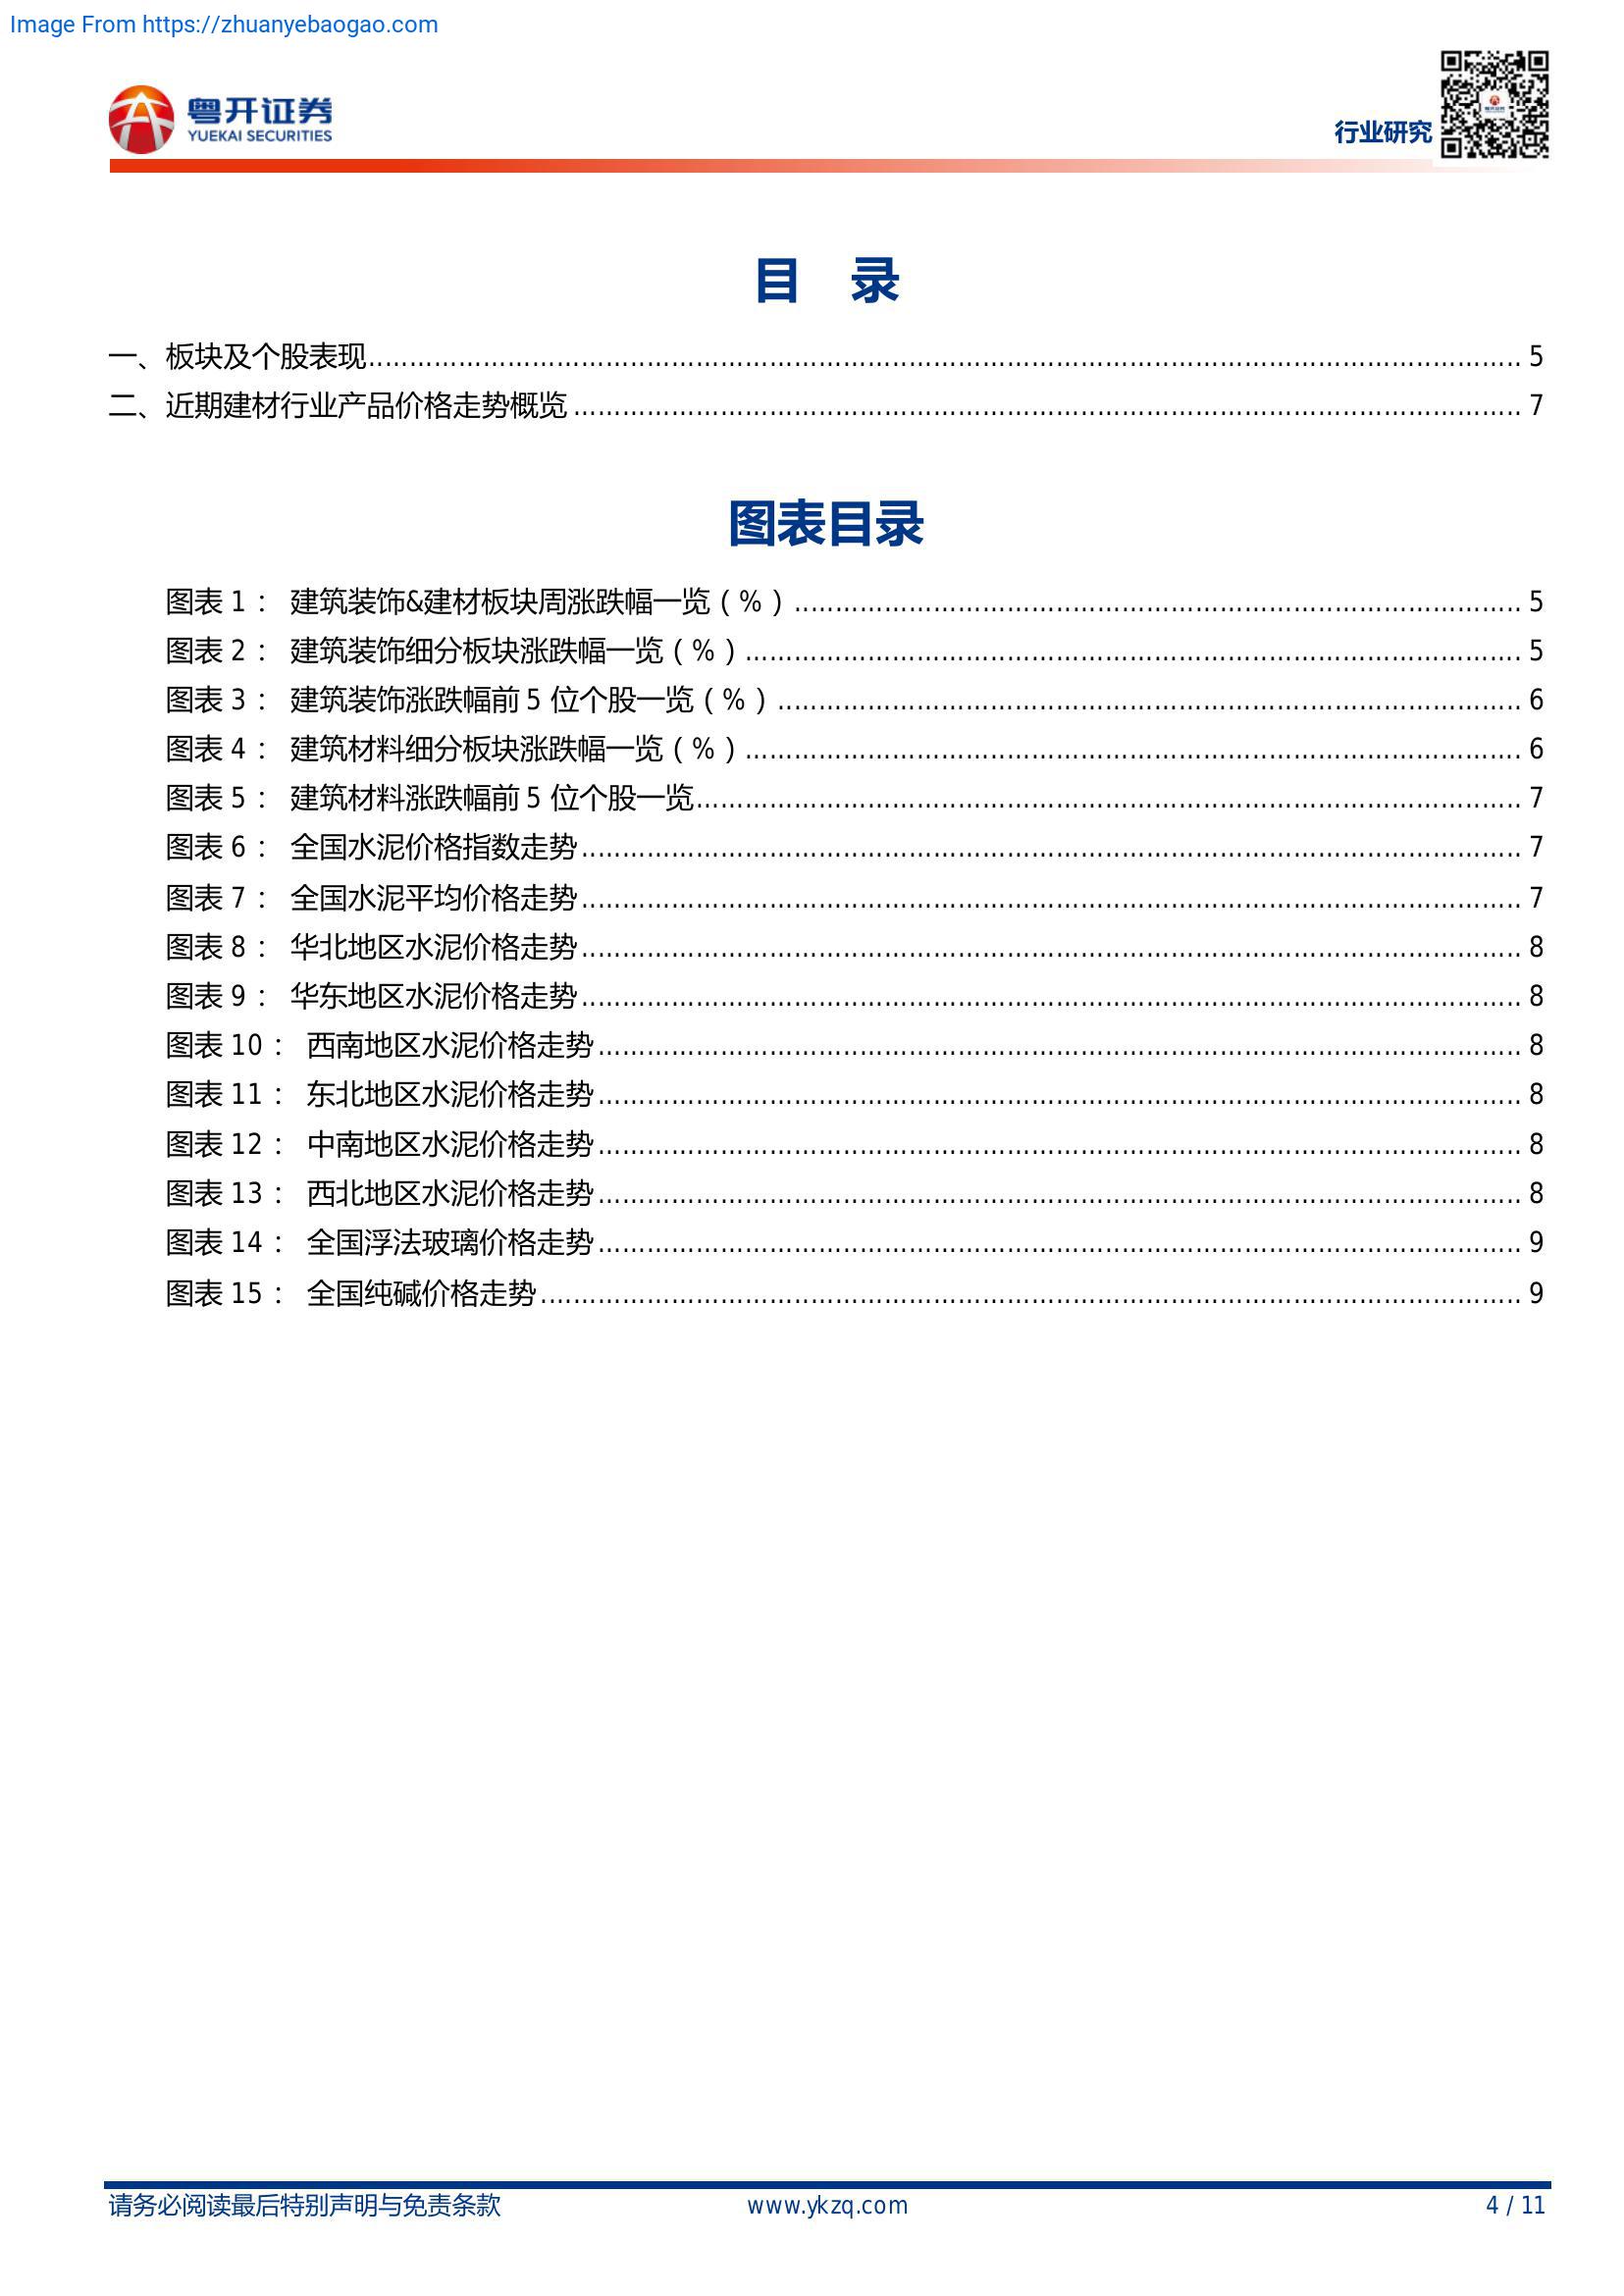 Image From https://zhuanyebaogao.com
粤开证券
YUEKAI SECURITIES
行业研究
目 录
一、板块及个股表现........ 5
二、近期建材行业产品价格走势概览........ 7
图表目录
图表 1： 建筑装饰&建材板块周涨跌幅一览（%）........ 5
图表 2： 建筑装饰细分板块涨跌幅一览（%）........ 5
图表 3： 建筑装饰涨跌幅前 5 位个股一览（%）........ 6
图表 4： 建筑材料细分板块涨跌幅一览（%）........ 6
图表 5： 建筑材料涨跌幅前 5 位个股一览........ 7
图表 6： 全国水泥价格指数走势........ 7
图表 7： 全国水泥平均价格走势........ 7
图表 8： 华北地区水泥价格走势........ 8
图表 9： 华东地区水泥价格走势........ 8
图表 10： 西南地区水泥价格走势........ 8
图表 11： 东北地区水泥价格走势........ 8
图表 12： 中南地区水泥价格走势........ 8
图表 13： 西北地区水泥价格走势........ 8
图表 14： 全国浮法玻璃价格走势........ 9
图表 15： 全国纯碱价格走势........ 9
请务必阅读最后特别声明与免责条款 www.ykzq.com 4 / 11